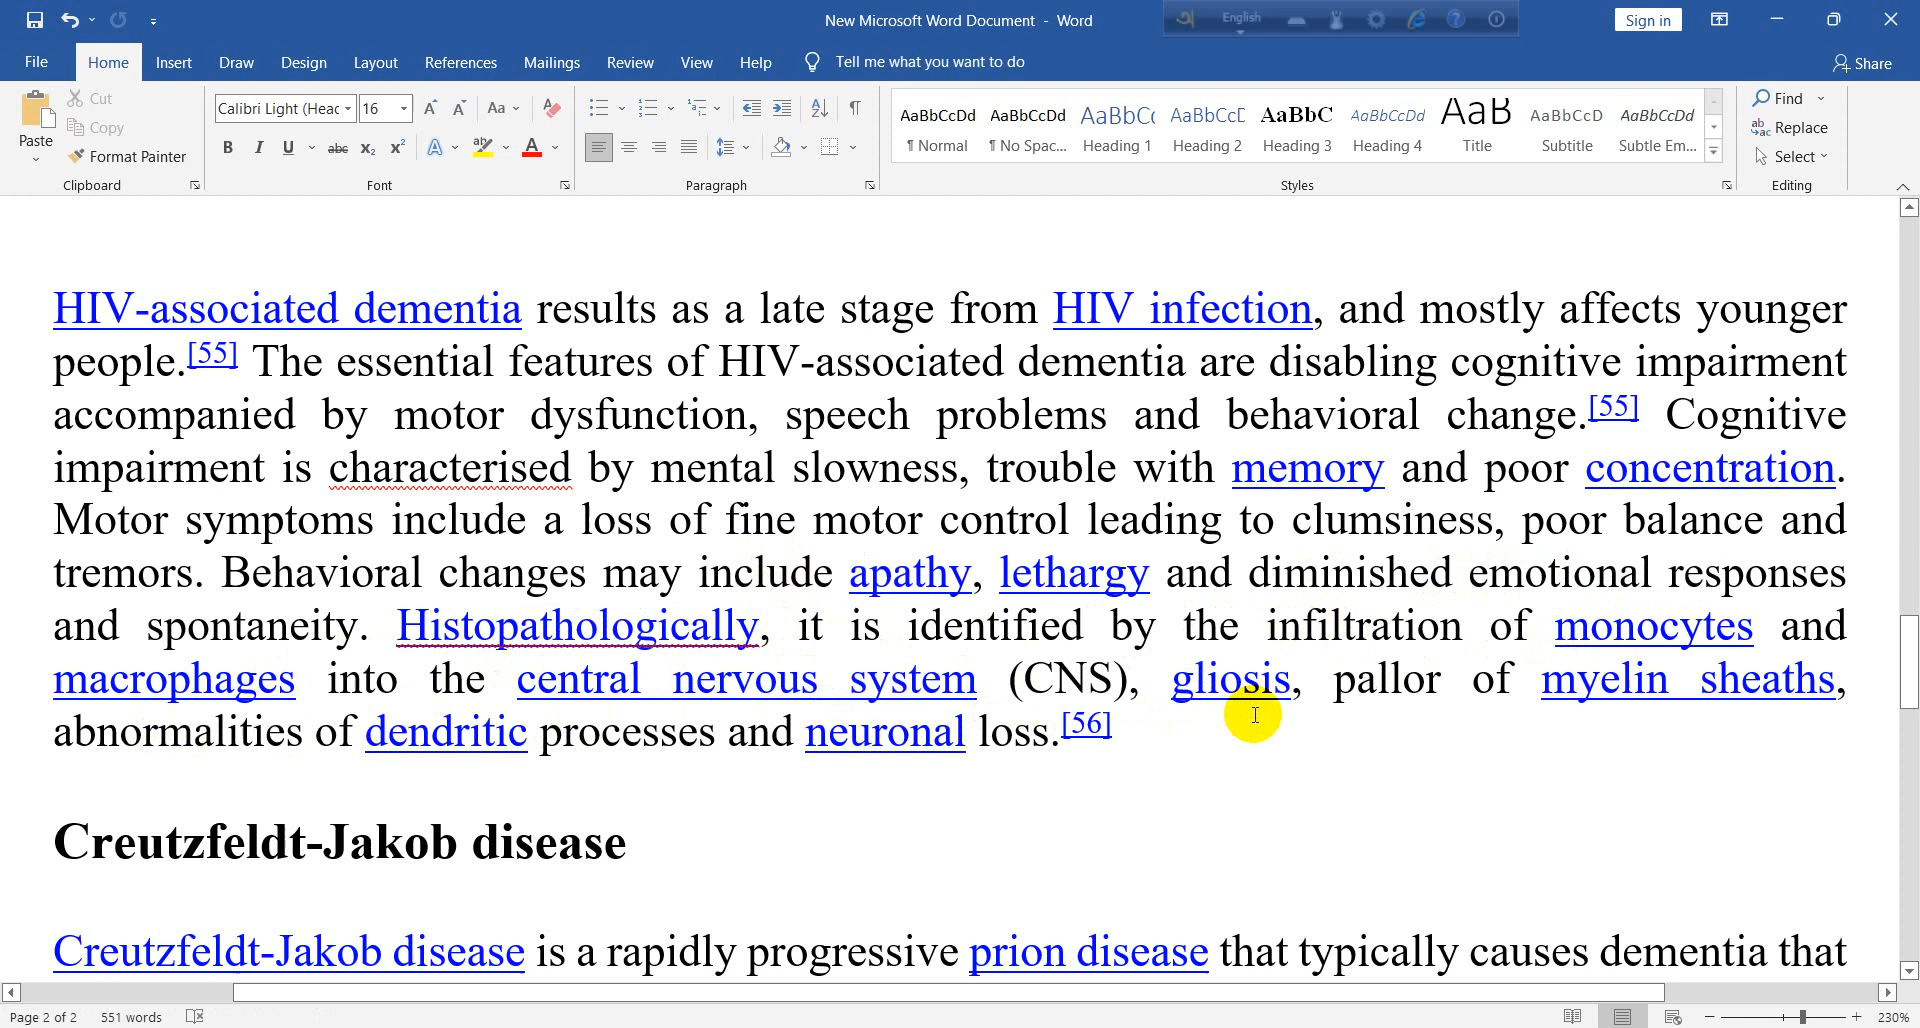 New Microsoft Word Document - Word
English
Sign in
File Home Insert Draw Design Layout References Mailings Review View Help Tell me what you want to do Share
Paste Cut Copy Format Painter
Calibri Light (Heac 16
AaBbCcDd AaBbCcDd AaBbCc AaBbCcD AaBbC AaBbCcDd AaB AaBbCcD AaBbCcDd
¶ Normal ¶ No Spac... Heading 1 Heading 2 Heading 3 Heading 4 Title Subtitle Subtle Em...
Find Replace Select
Clipboard Font Paragraph Styles Editing
HIV-associated dementia results as a late stage from HIV infection, and mostly affects younger
people.[55] The essential features of HIV-associated dementia are disabling cognitive impairment
accompanied by motor dysfunction, speech problems and behavioral change.[55] Cognitive
impairment is characterised by mental slowness, trouble with memory and poor concentration.
Motor symptoms include a loss of fine motor control leading to clumsiness, poor balance and
tremors. Behavioral changes may include apathy, lethargy and diminished emotional responses
and spontaneity. Histopathologically, it is identified by the infiltration of monocytes and
macrophages into the central nervous system (CNS), gliosis, pallor of myelin sheaths,
abnormalities of dendritic processes and neuronal loss.[56]
Creutzfeldt-Jakob disease
Creutzfeldt-Jakob disease is a rapidly progressive prion disease that typically causes dementia that
Page 2 of 2 551 words 230%